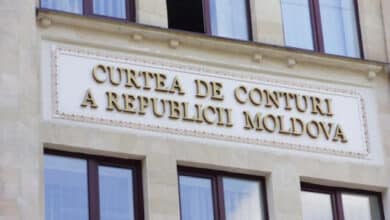 CURTEA DE CONTURI
A REPUBLICII MOLDOVA